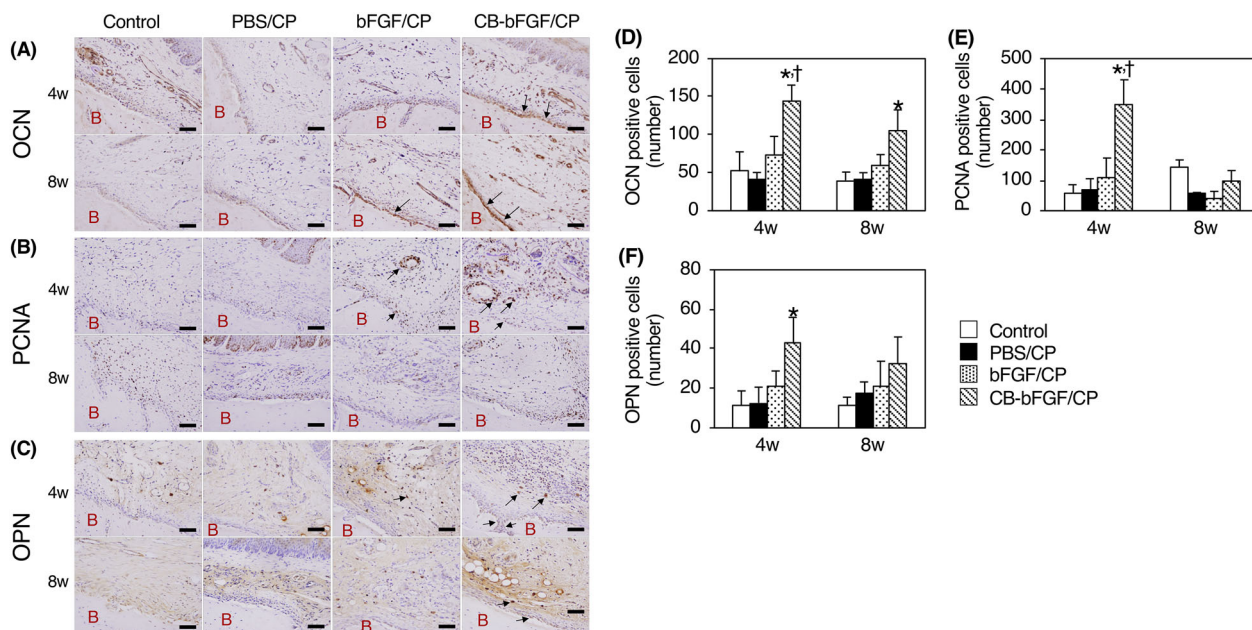 Control PBS/CP bFGF/CP CB-bFGF/CP
(A)
OCN
4w
B B B B
8w
B B B B
(B)
PCNA
4w
B B B B
8w
B B B B
(C)
OPN
4w
B B B B
8w
B B B B
(D)
OCN positive cells
(number)
200
150
100
50
0
*,†
*
4w 8w
(E)
PCNA positive cells
(number)
500
400
300
200
100
0
*,†
4w 8w
(F)
OPN positive cells
(number)
80
60
40
20
0
*
4w 8w
Control
PBS/CP
bFGF/CP
CB-bFGF/CP